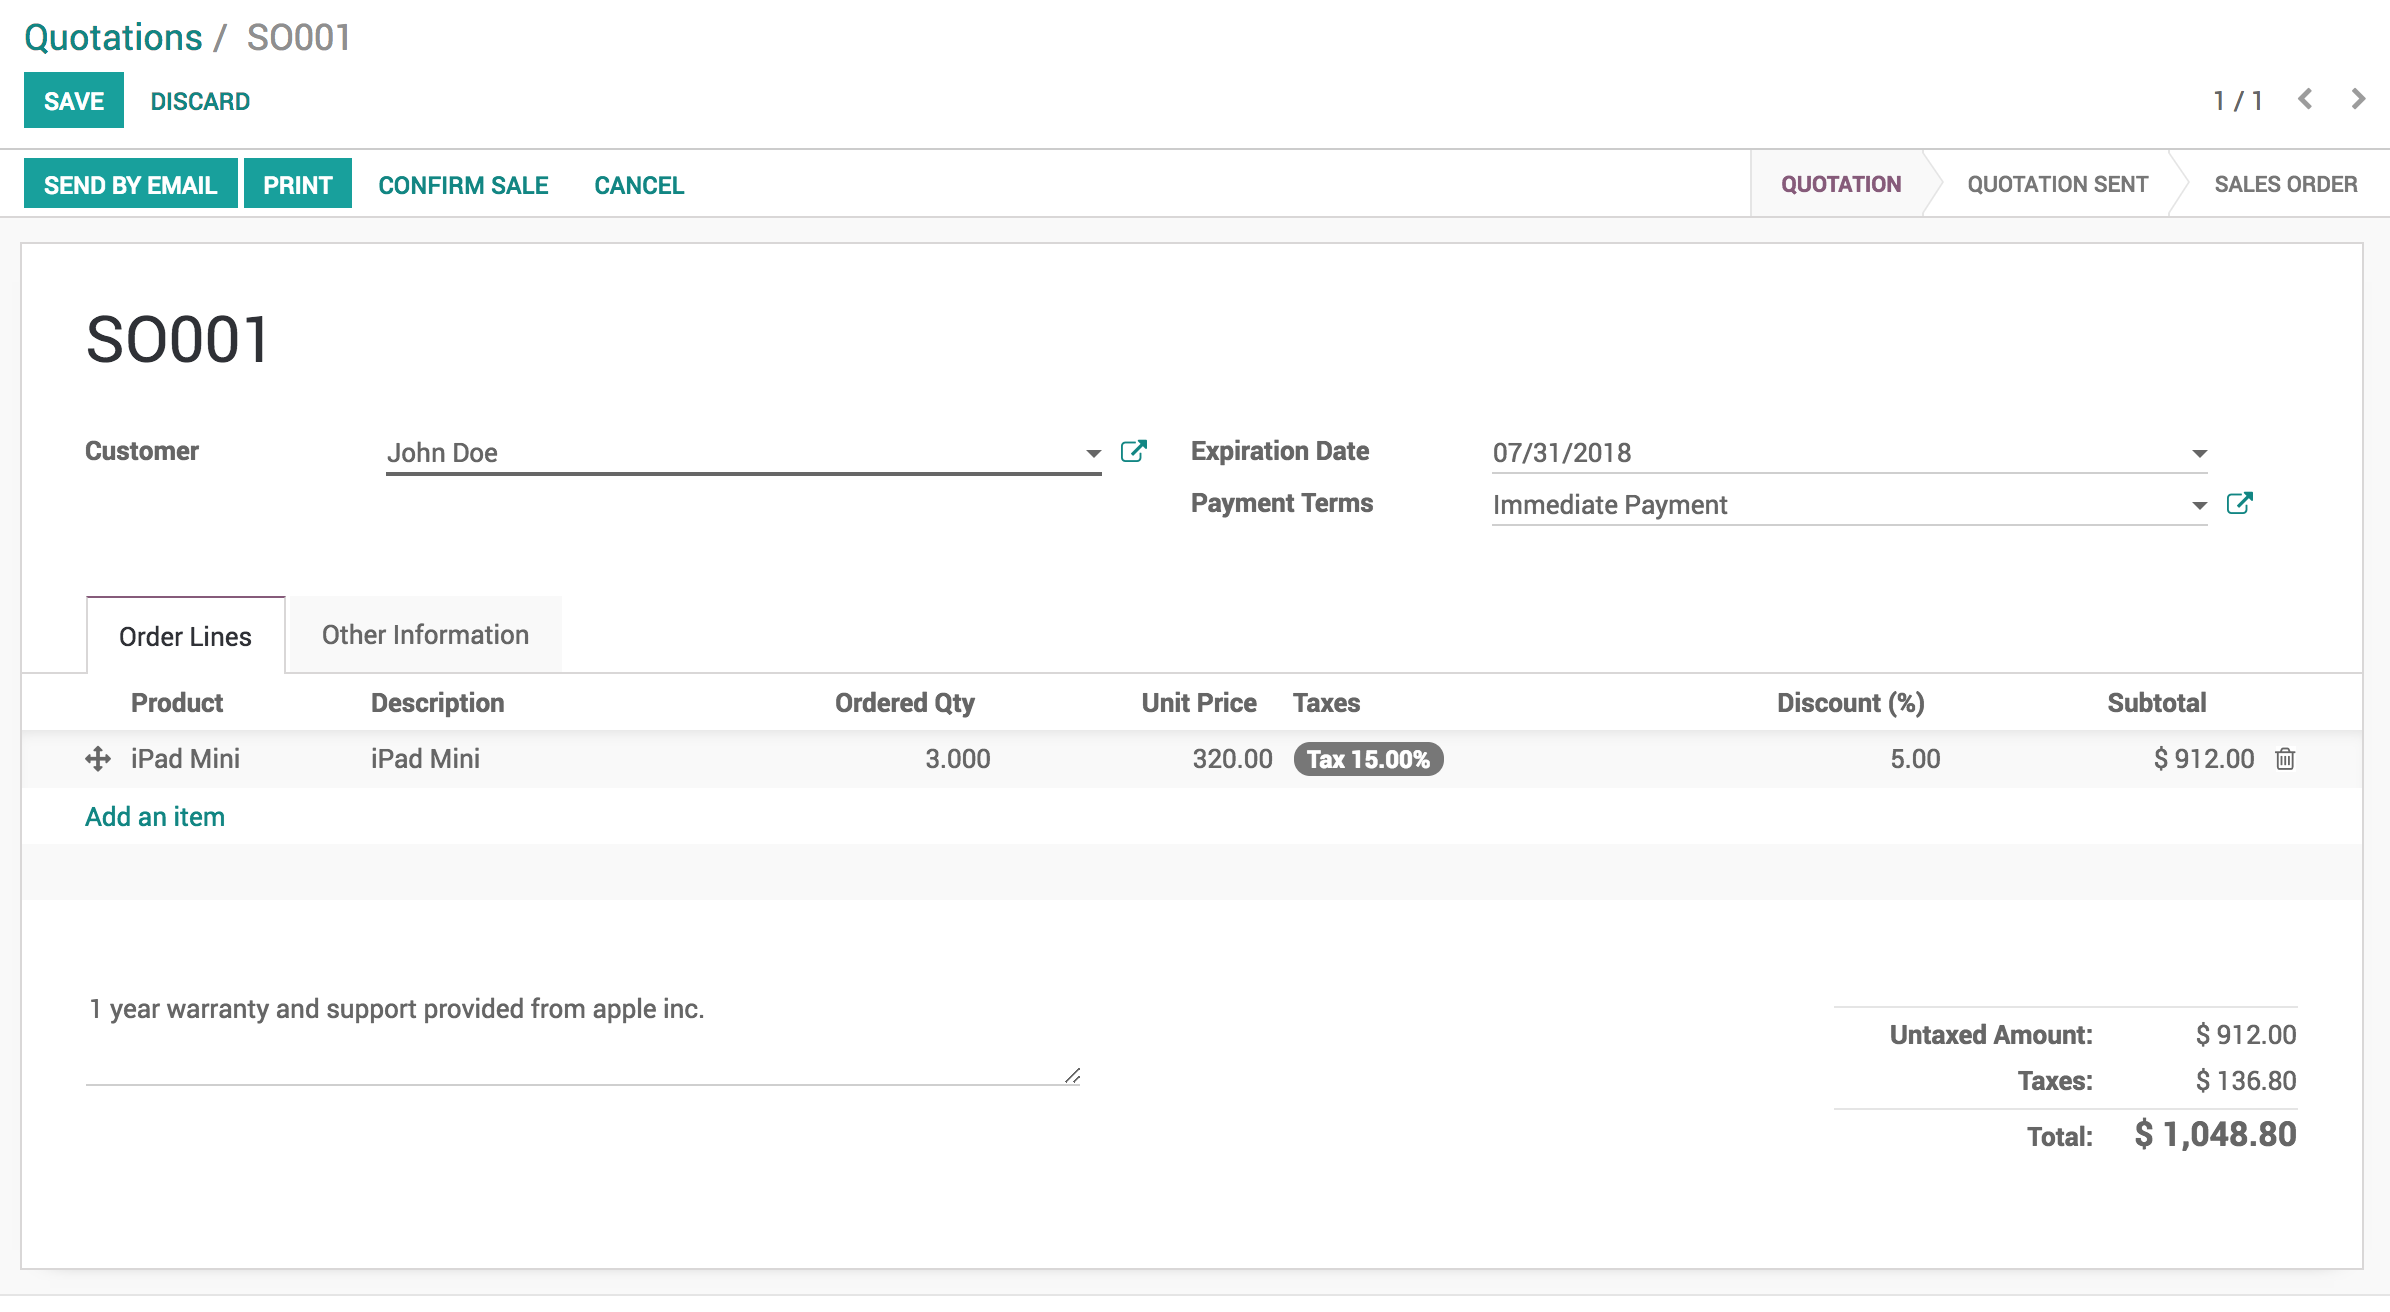 Quotations / SO001
SAVE DISCARD 1 / 1
SEND BY EMAIL PRINT CONFIRM SALE CANCEL QUOTATION QUOTATION SENT SALES ORDER
SO001
Customer John Doe Expiration Date 07/31/2018
Payment Terms Immediate Payment
Order Lines Other Information
Product Description Ordered Qty Unit Price Taxes Discount (%) Subtotal
iPad Mini iPad Mini 3.000 320.00 Tax 15.00% 5.00 $ 912.00
Add an item
1 year warranty and support provided from apple inc.
Untaxed Amount: $ 912.00
Taxes: $ 136.80
Total: $ 1,048.80